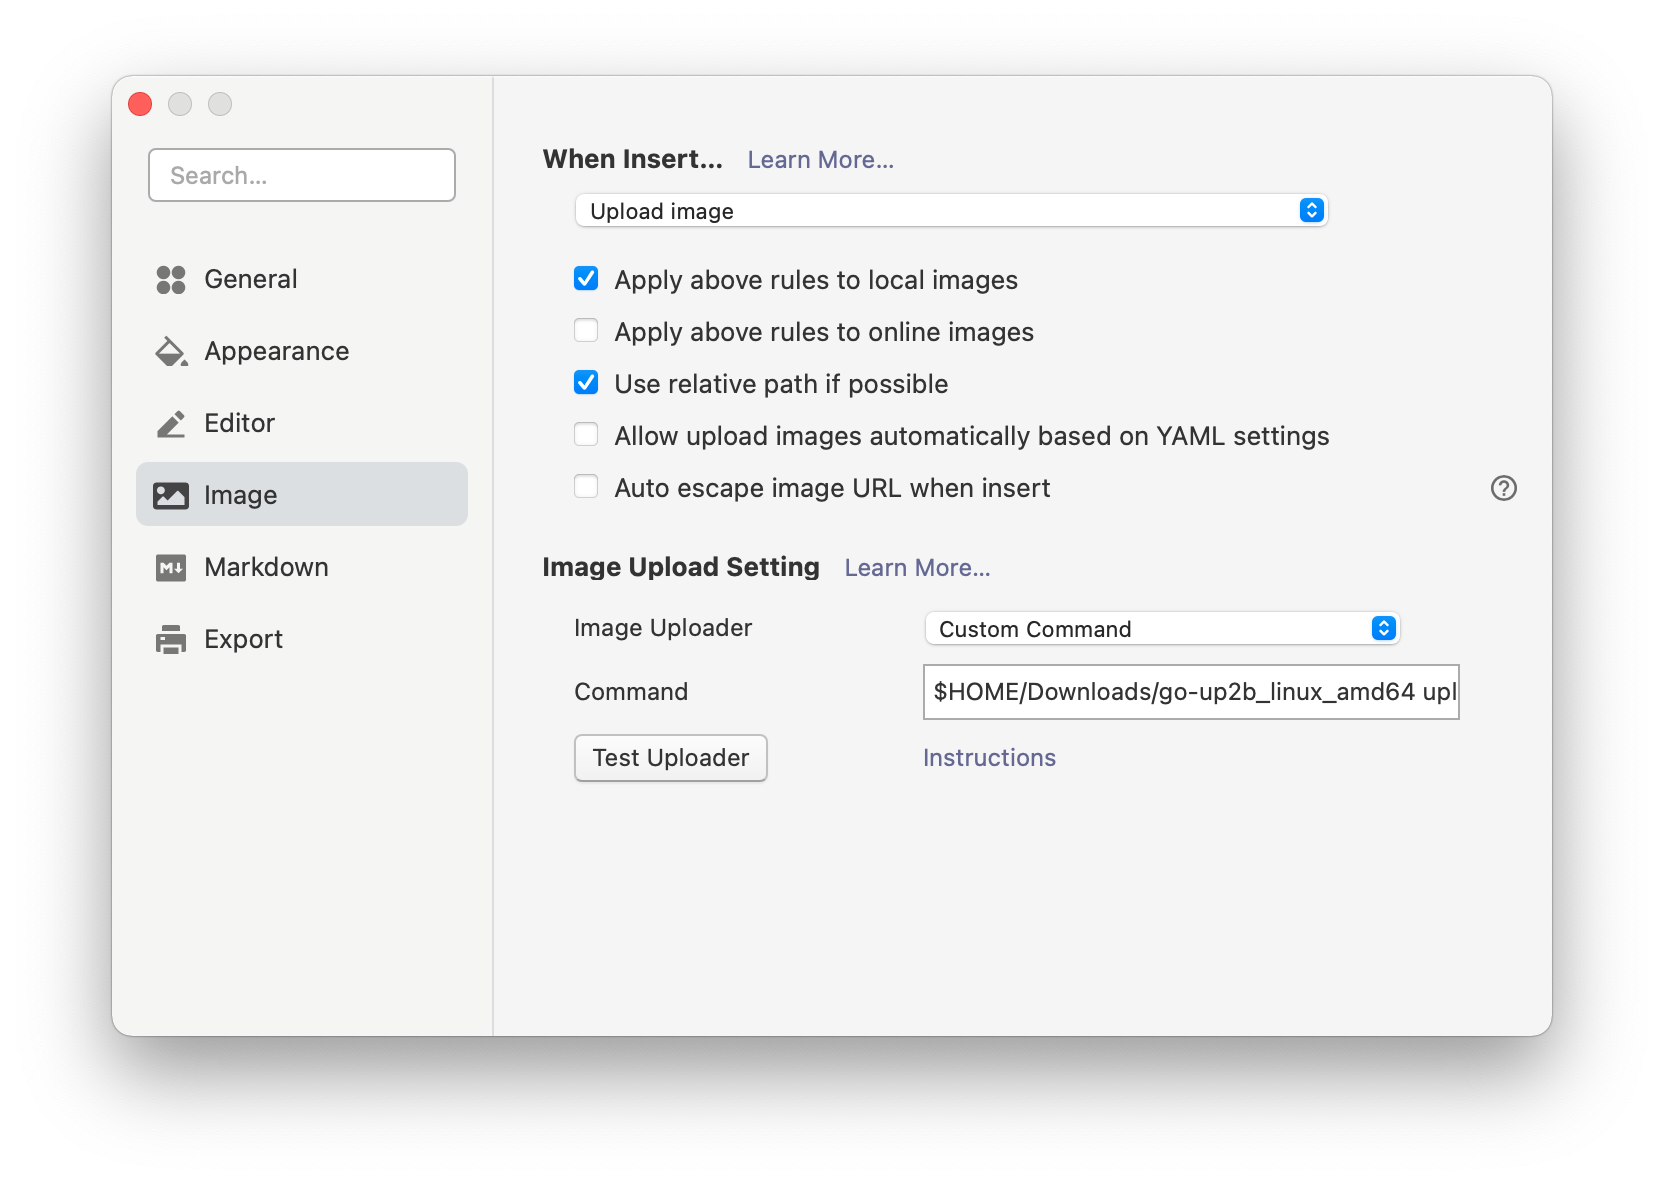 Search...
General
Appearance
Editor
Image
Markdown
Export
When Insert... Learn More...
Upload image
Apply above rules to local images
Apply above rules to online images
Use relative path if possible
Allow upload images automatically based on YAML settings
Auto escape image URL when insert
Image Upload Setting Learn More...
Image Uploader Custom Command
Command $HOME/Downloads/go-up2b_linux_amd64 upl
Test Uploader Instructions